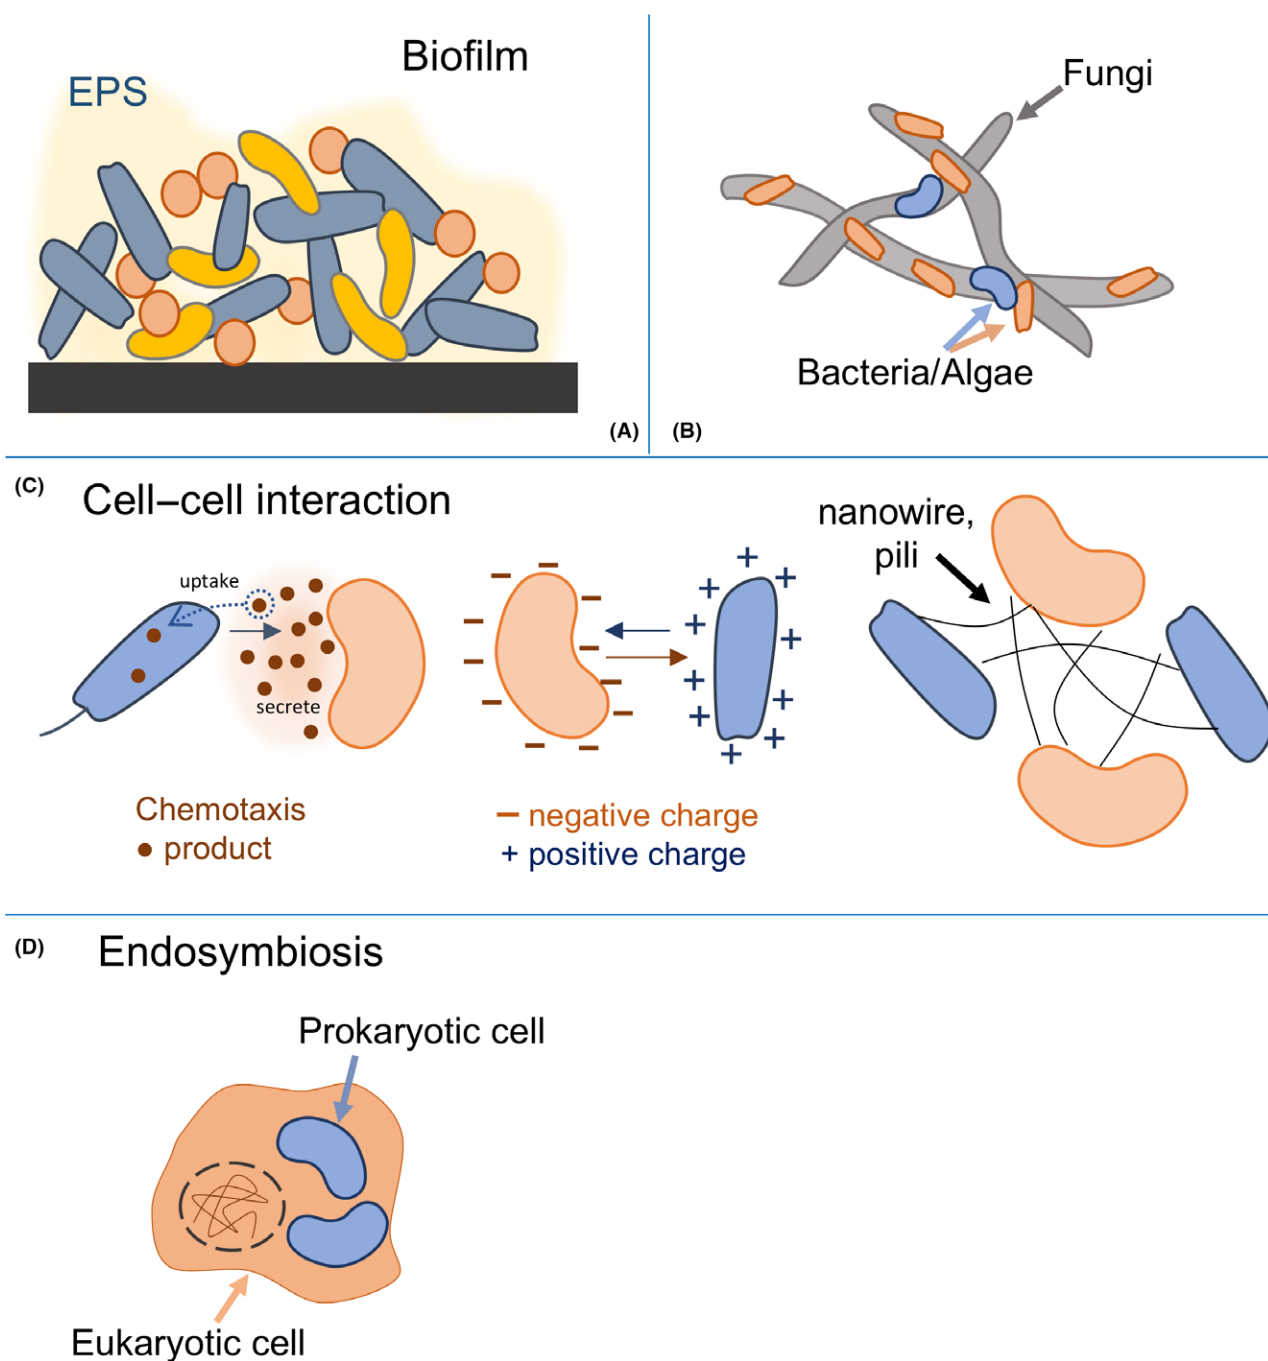 Biofilm
EPS
(A)
Fungi
Bacteria/Algae
(B)
(C)
Cell–cell interaction
uptake
secrete
Chemotaxis
product
− negative charge
+ positive charge
nanowire,
pili
(D)
Endosymbiosis
Prokaryotic cell
Eukaryotic cell